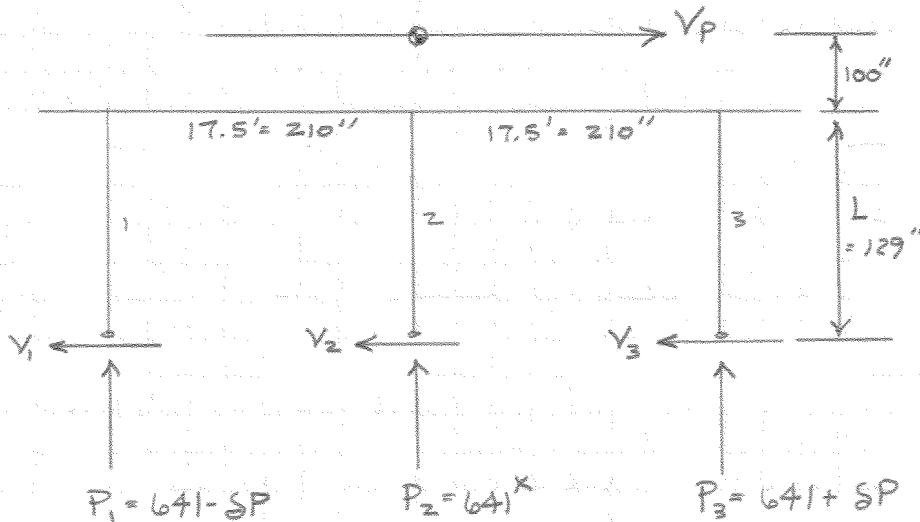 VP
100"
17.5' = 210" 17.5' = 210"
1 2 3
L
= 129"
V1 V2 V3
P1 = 641 - δP P2 = 641ᴷ P3 = 641 + δP